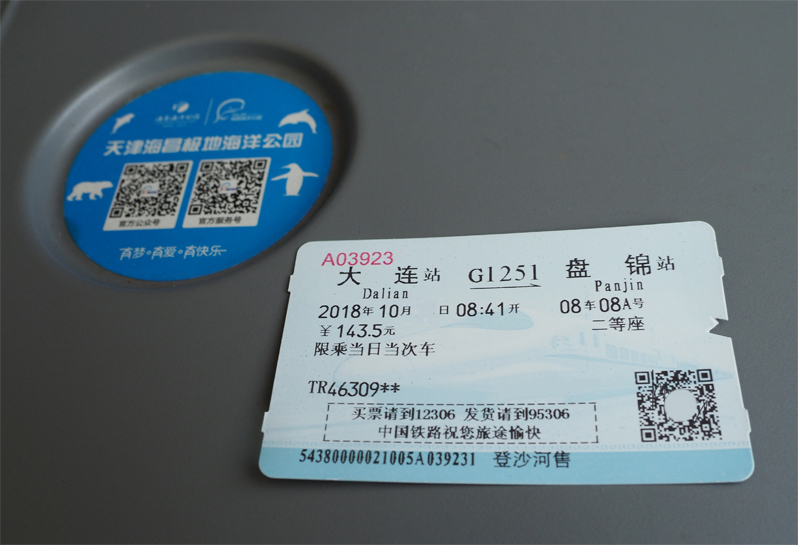 天津海昌极地海洋公园
官方公众号 官方服务号
有梦·有爱·有快乐
A03923
大连站 G1251 盘锦站
Dalian Panjin
2018年10月 日 08:41开 08车08A号
￥143.5元 二等座
限乘当日当次车
TR46309**
买票请到12306 发货请到95306
中国铁路祝您旅途愉快
54380000021005A039231 登沙河售